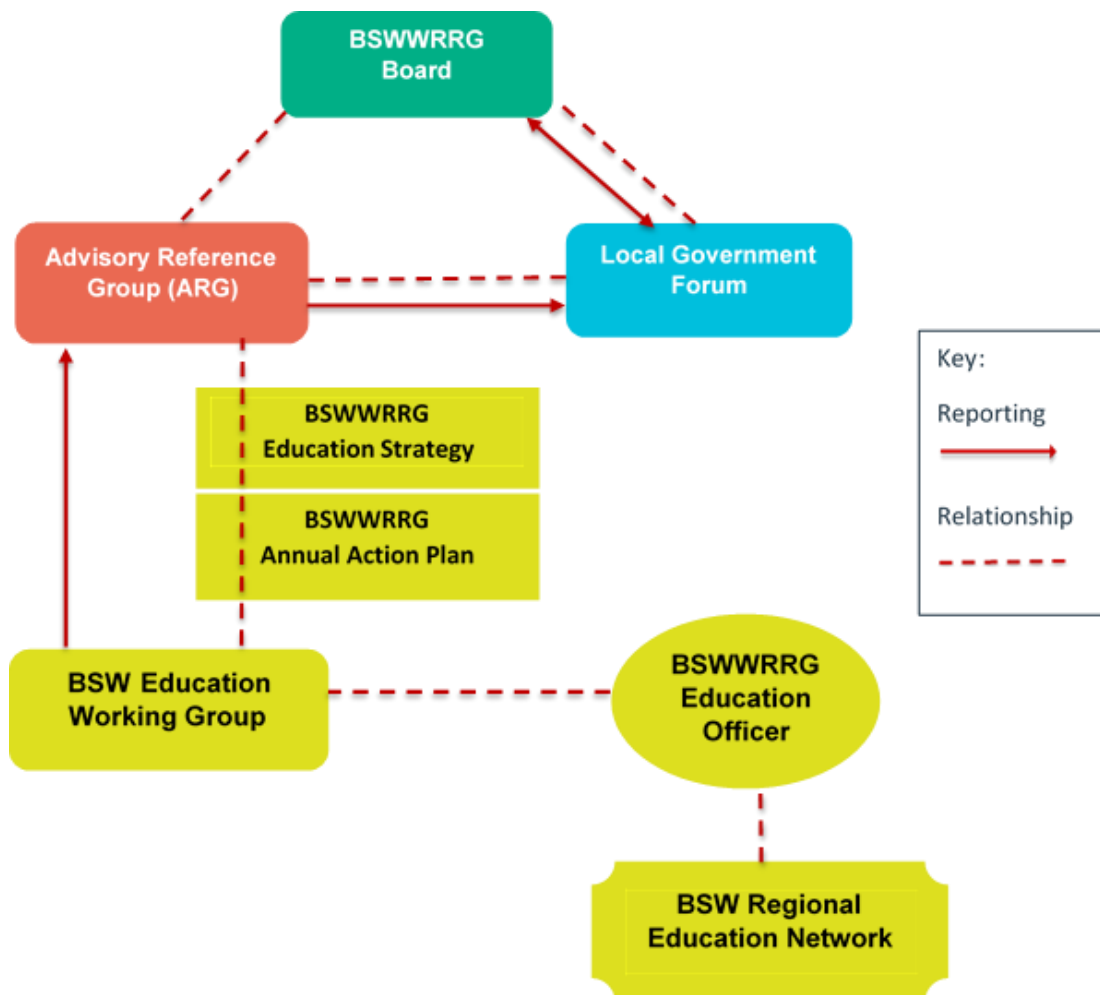 BSWWRRG
Board
Advisory Reference
Group (ARG)
Local Government
Forum
BSWWRRG
Education Strategy
BSWWRRG
Annual Action Plan
Key:
Reporting
Relationship
BSW Education
Working Group
BSWWRRG
Education
Officer
BSW Regional
Education Network